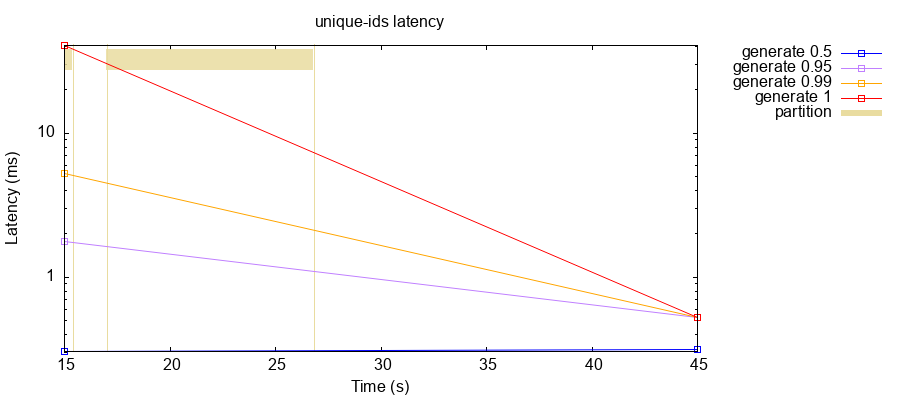 unique-ids latency
generate 0.5
generate 0.95
generate 0.99
generate 1
partition
10
1
Latency (ms)
15 20 25 30 35 40 45
Time (s)